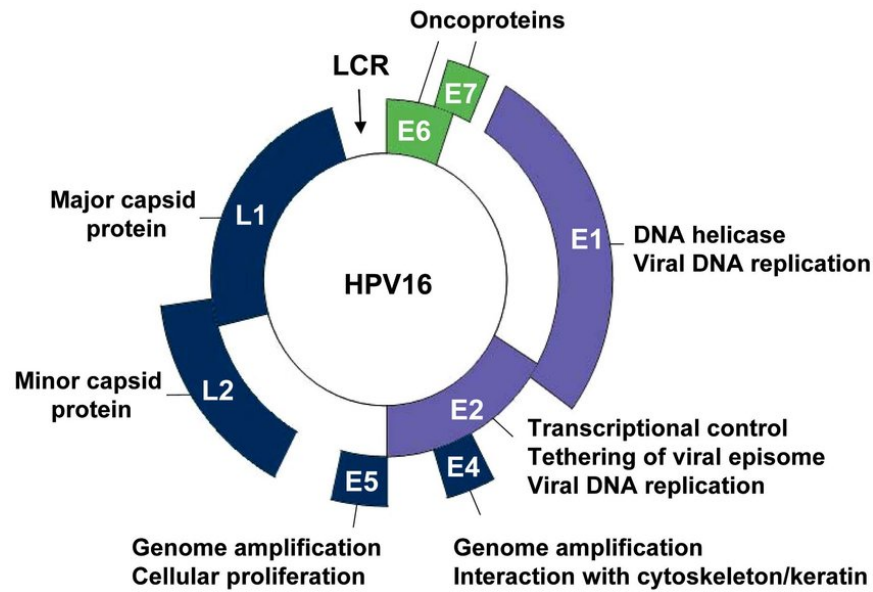 Oncoproteins
LCR
E7
E6
Major capsid
protein
L1
E1
DNA helicase
Viral DNA replication
HPV16
Minor capsid
protein
L2
E2
Transcriptional control
Tethering of viral episome
Viral DNA replication
E4
E5
Genome amplification
Cellular proliferation
Genome amplification
Interaction with cytoskeleton/keratin